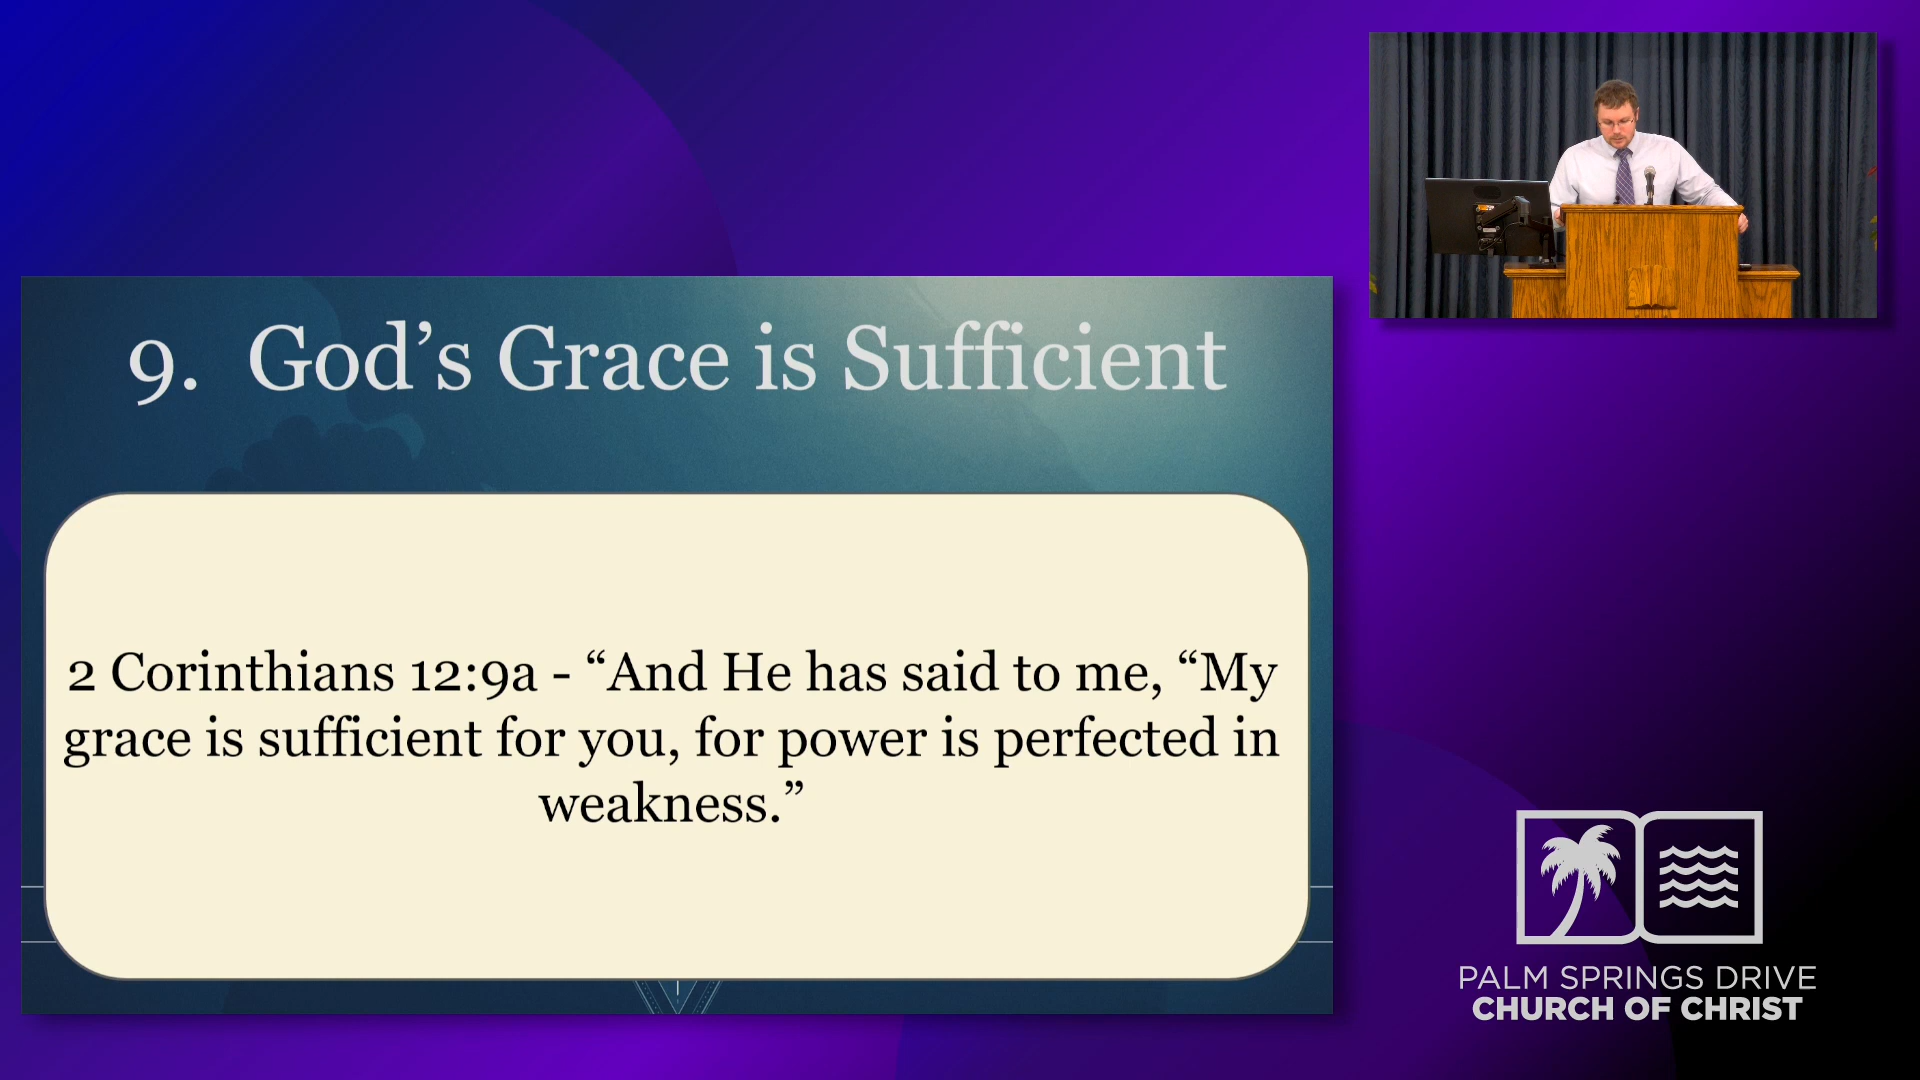 9. God’s Grace is Sufficient
2 Corinthians 12:9a - “And He has said to me, “My
grace is sufficient for you, for power is perfected in
weakness.”
PALM SPRINGS DRIVE
CHURCH OF CHRIST